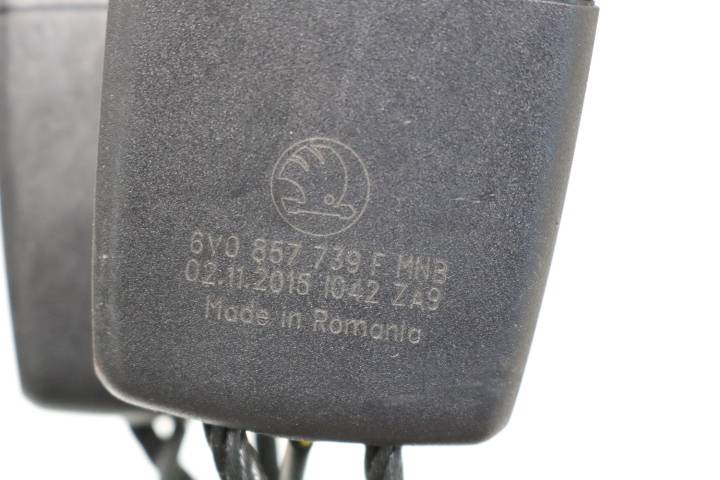 6V0 857 739 F MNB
02.11.2015 1042 ZA9
Made in Romania